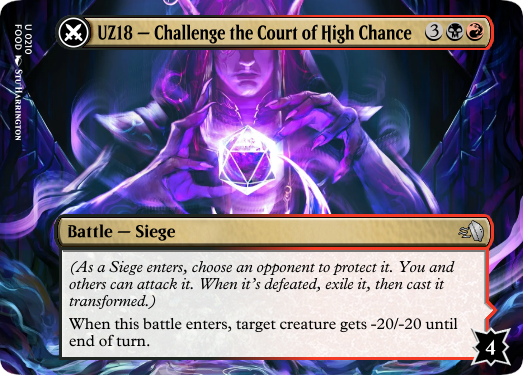 UZ18 — Challenge the Court of High Chance 3
U 0210
FOOD STU HARRINGTON
Battle — Siege
(As a Siege enters, choose an opponent to protect it. You and
others can attack it. When it's defeated, exile it, then cast it
transformed.)
When this battle enters, target creature gets -20/-20 until
end of turn.
4